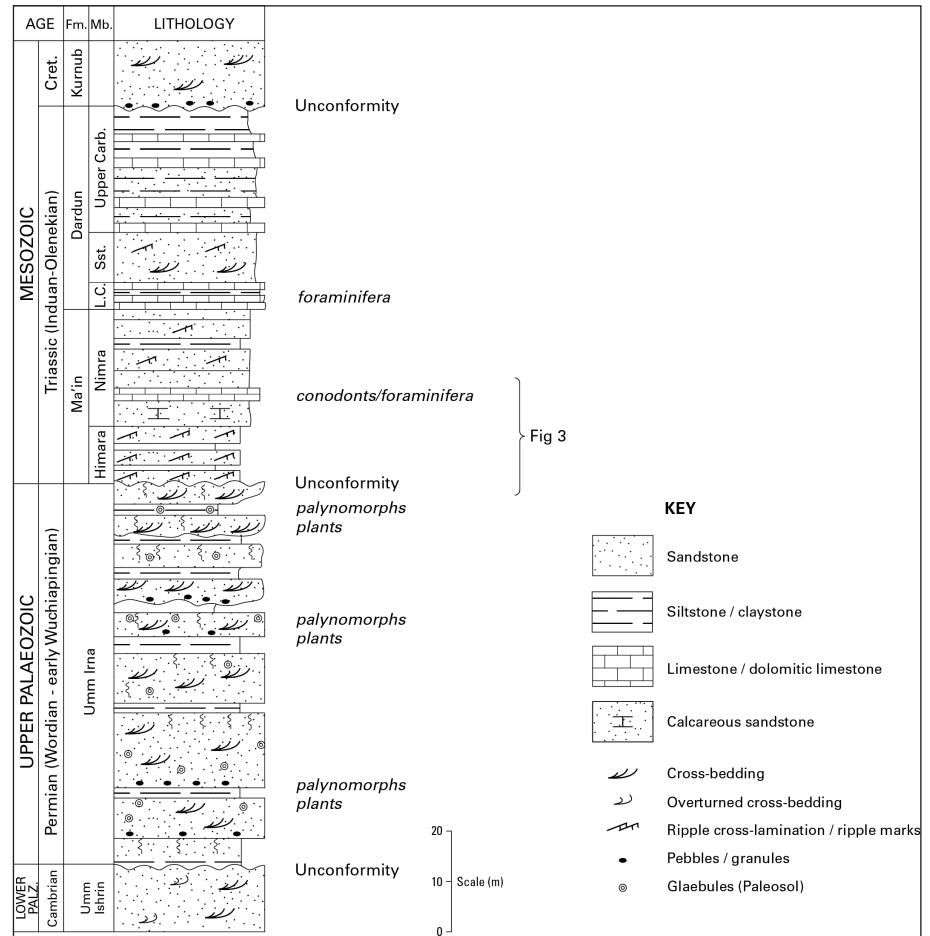 AGE Fm. Mb. LITHOLOGY
MESOZOIC
Cret.
Kurnub
Unconformity
Triassic (Induan-Olenekian)
Dardun
Upper Carb.
Sst.
L.C.
foraminifera
Ma'in
Nimra
conodonts/foraminifera
Fig 3
Himara
Unconformity
UPPER PALAEOZOIC
Permian (Wordian - early Wuchiapingian)
Umm Irna
palynomorphs
plants
palynomorphs
plants
palynomorphs
plants
Unconformity
LOWER
PALZ.
Cambrian
Umm
Ishrin
20
10
0
Scale (m)
KEY
Sandstone
Siltstone / claystone
Limestone / dolomitic limestone
Calcareous sandstone
Cross-bedding
Overturned cross-bedding
Ripple cross-lamination / ripple marks
Pebbles / granules
Glaebules (Paleosol)